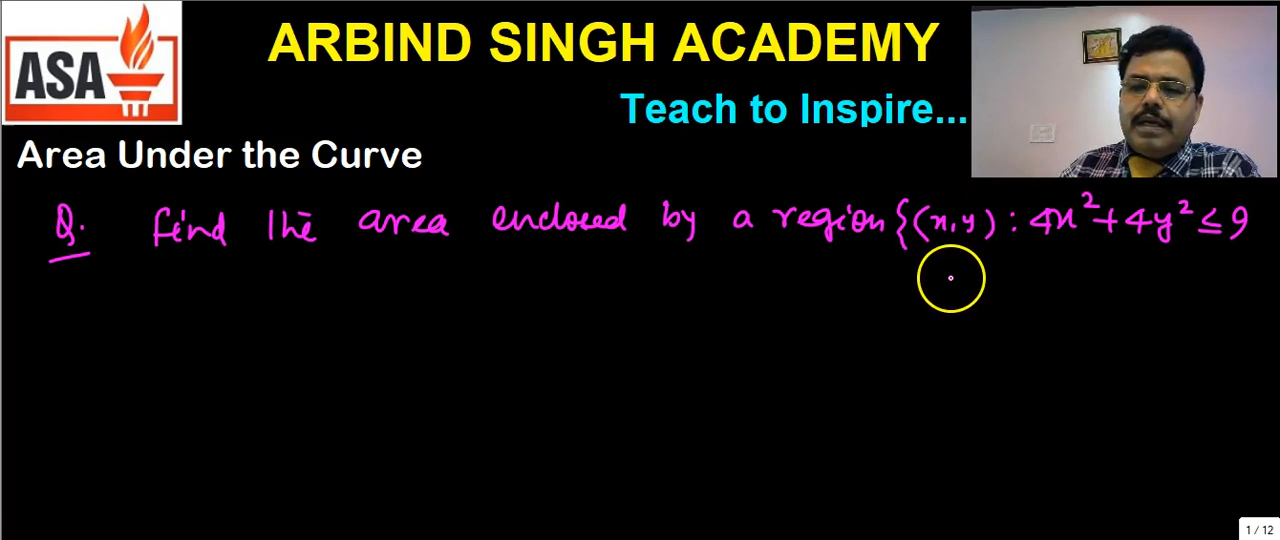 ASA
ARBIND SINGH ACADEMY
Teach to Inspire...
Area Under the Curve
Q. Find the area enclosed by a region {(x,y) : 4x²+4y² ≤ 9
1 / 12